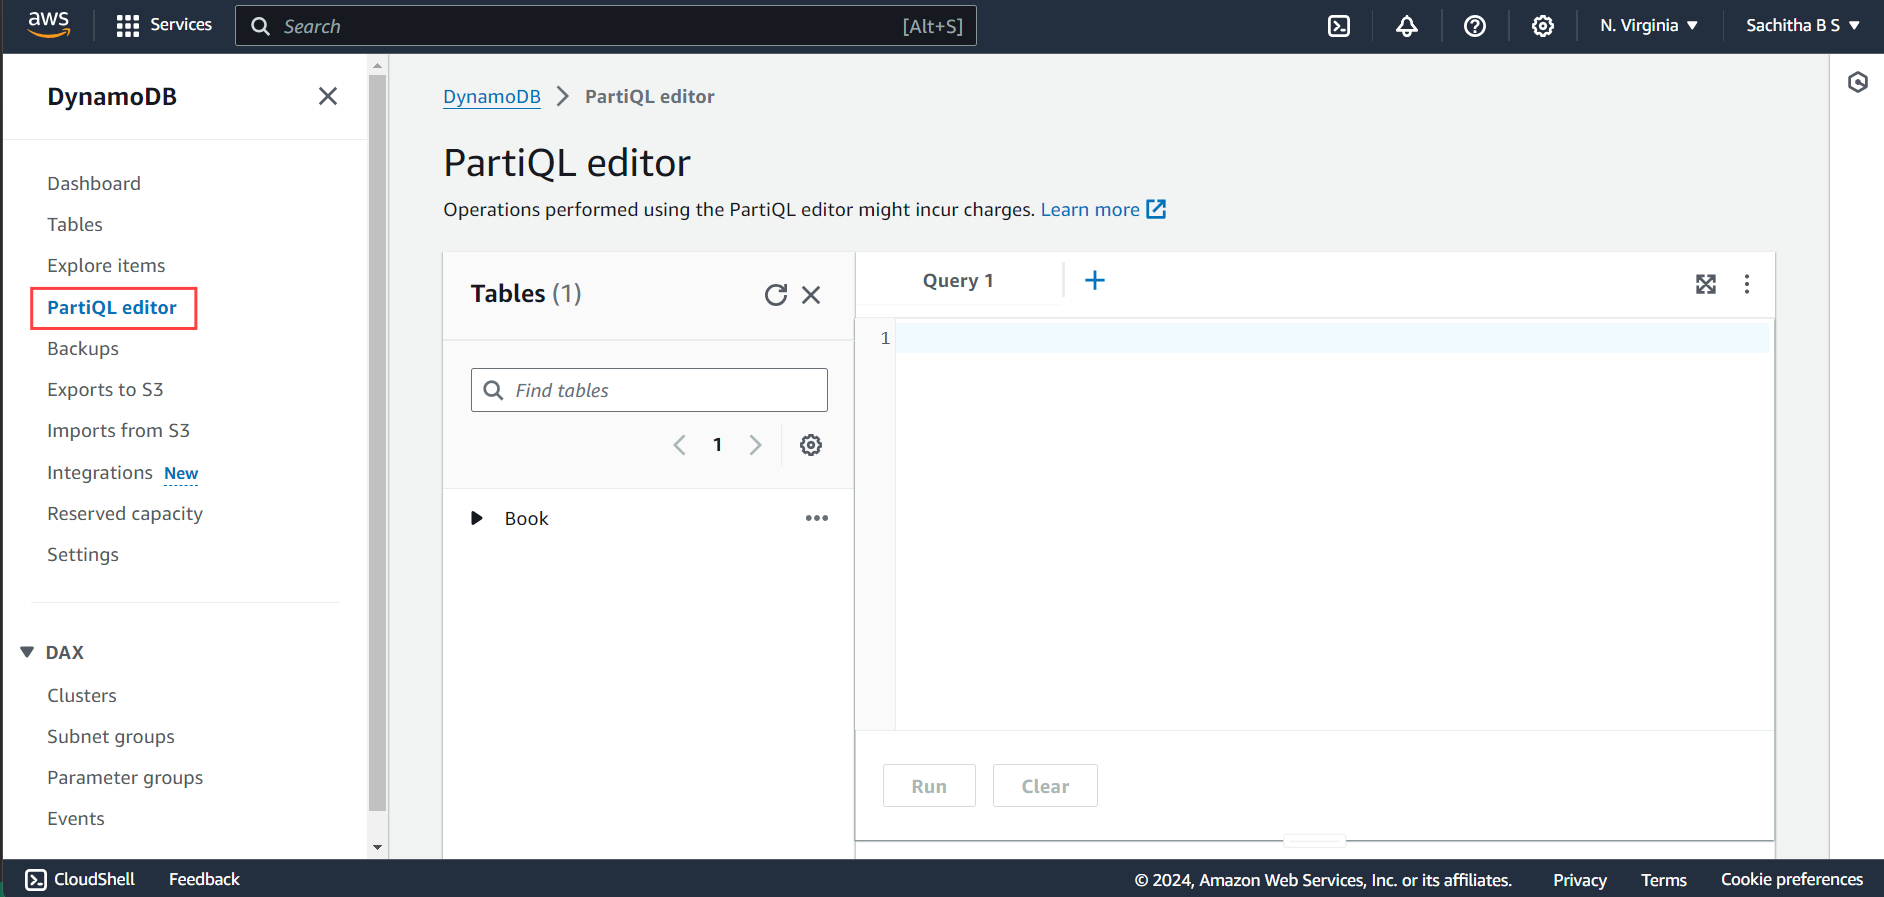 aws
Services
Search [Alt+S]
N. Virginia
Sachitha B S
DynamoDB
Dashboard
Tables
Explore items
PartiQL editor
Backups
Exports to S3
Imports from S3
Integrations New
Reserved capacity
Settings
DAX
Clusters
Subnet groups
Parameter groups
Events
DynamoDB PartiQL editor
PartiQL editor
Operations performed using the PartiQL editor might incur charges. Learn more
Tables (1)
Find tables
1
Book
Query 1
1
Run Clear
CloudShell Feedback
© 2024, Amazon Web Services, Inc. or its affiliates. Privacy Terms Cookie preferences